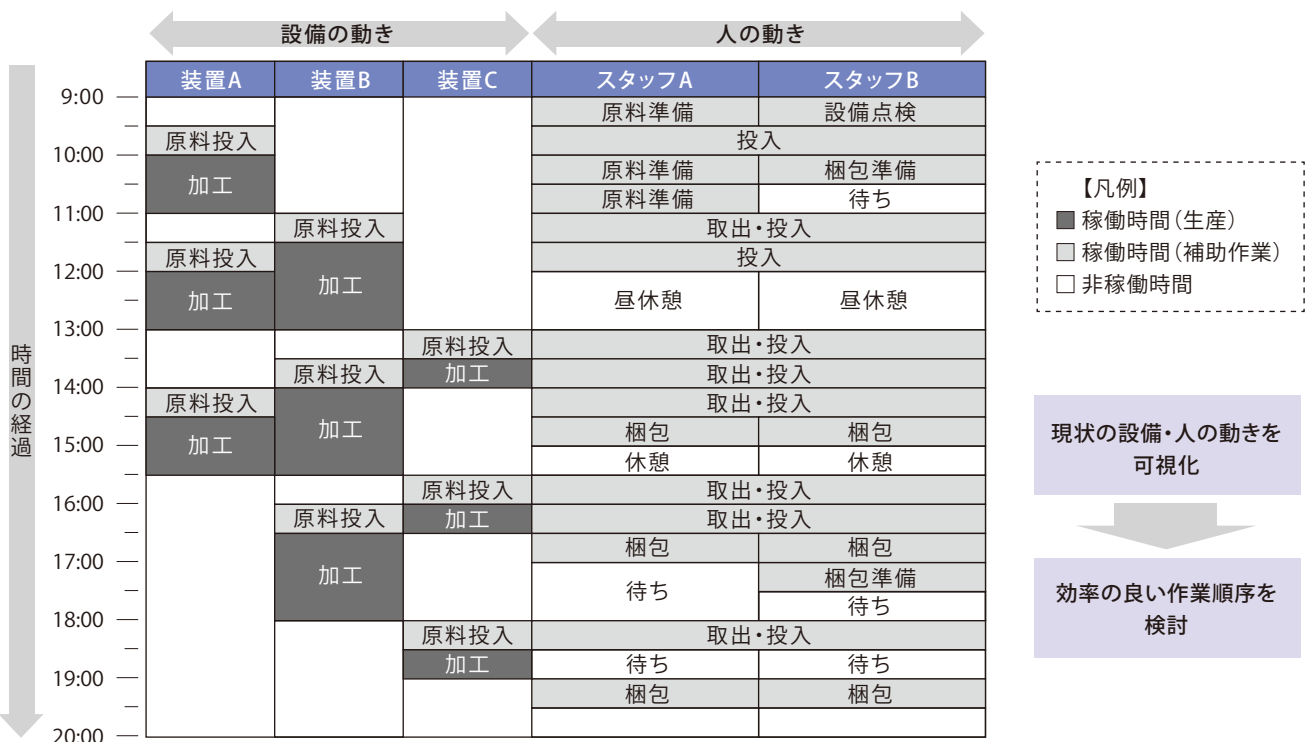 設備の動き 人の動き
装置A 装置B 装置C スタッフA スタッフB
時間の経過
9:00
原料準備 設備点検
原料投入 投入
10:00
加工
原料準備 梱包準備
原料準備 待ち
11:00
原料投入 取出・投入
原料投入 加工 投入
12:00
加工 昼休憩 昼休憩
13:00
原料投入 取出・投入
原料投入 加工 取出・投入
14:00
原料投入 加工 取出・投入
加工 梱包 梱包
15:00
休憩 休憩
原料投入 取出・投入
16:00
原料投入 加工 取出・投入
加工 梱包 梱包
17:00
待ち 梱包準備
待ち
18:00
原料投入 取出・投入
加工 待ち 待ち
19:00
梱包 梱包
20:00
【凡例】
稼働時間(生産)
稼働時間(補助作業)
非稼働時間
現状の設備・人の動きを
可視化
効率の良い作業順序を
検討